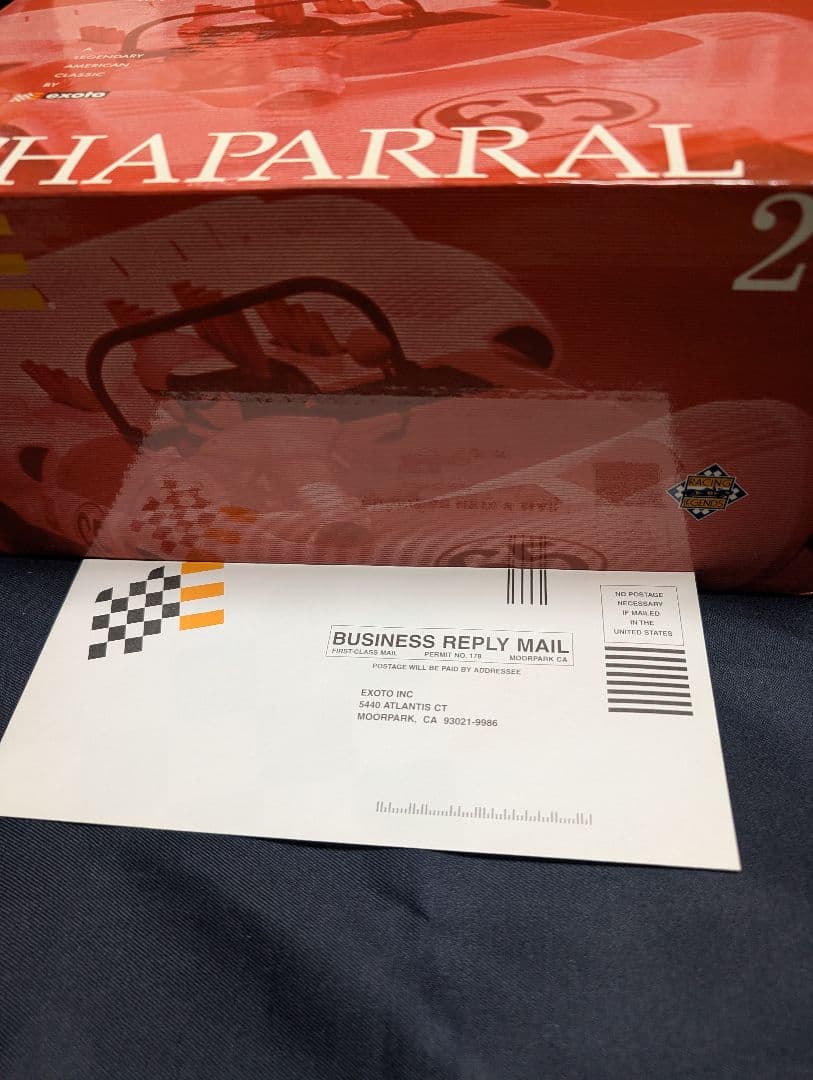 A
LEGENDARY
AMERICAN
CLASSIC
BY
exoto
65
HAPARRAL
2
RACING
LEGENDS
NO POSTAGE
NECESSARY
IF MAILED
IN THE
UNITED STATES
BUSINESS REPLY MAIL
FIRST-CLASS MAIL PERMIT NO. 178 MOORPARK CA
POSTAGE WILL BE PAID BY ADDRESSEE
EXOTO INC
5440 ATLANTIS CT
MOORPARK, CA 93021-9986